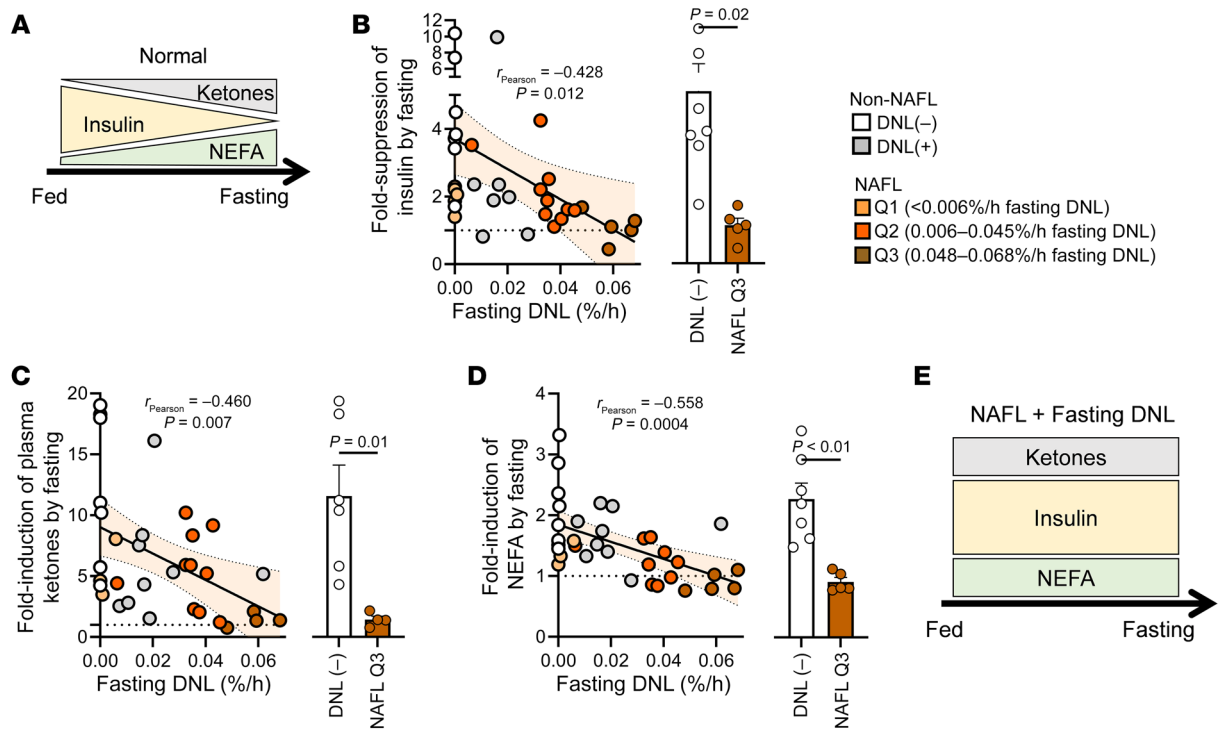 A
Normal
Ketones
Insulin
NEFA
Fed
Fasting
B
Fold-suppression of
insulin by fasting
12
10
8
6
4
2
0
rPearson = –0.428
P = 0.012
0.00
0.02
0.04
0.06
Fasting DNL (%/h)
P = 0.02
DNL (–)
NAFL Q3
Non-NAFL
DNL(–)
DNL(+)
NAFL
Q1 (<0.006%/h fasting DNL)
Q2 (0.006–0.045%/h fasting DNL)
Q3 (0.048–0.068%/h fasting DNL)
C
Fold-induction of plasma
ketones by fasting
20
15
10
5
0
rPearson = –0.460
P = 0.007
0.00
0.02
0.04
0.06
Fasting DNL (%/h)
P = 0.01
DNL (–)
NAFL Q3
D
Fold-induction of
NEFA by fasting
4
3
2
1
0
rPearson = –0.558
P = 0.0004
0.00
0.02
0.04
0.06
Fasting DNL (%/h)
P < 0.01
DNL (–)
NAFL Q3
E
NAFL + Fasting DNL
Ketones
Insulin
NEFA
Fed
Fasting